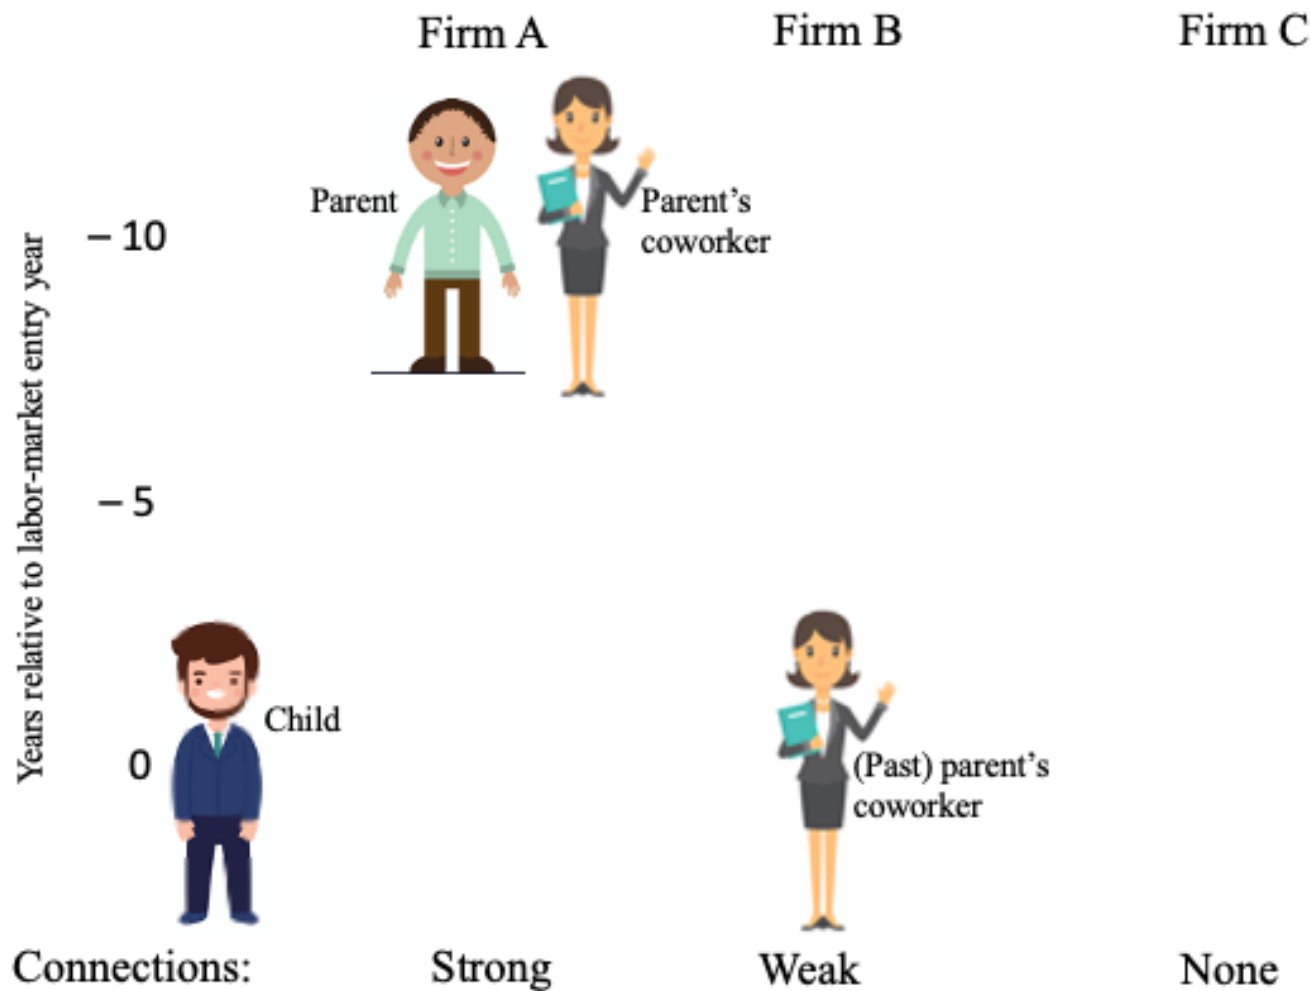 Firm A Firm B Firm C
Parent
Parent's
coworker
Years relative to labor-market entry year
– 10
– 5
0
Child
(Past) parent's
coworker
Connections: Strong Weak None